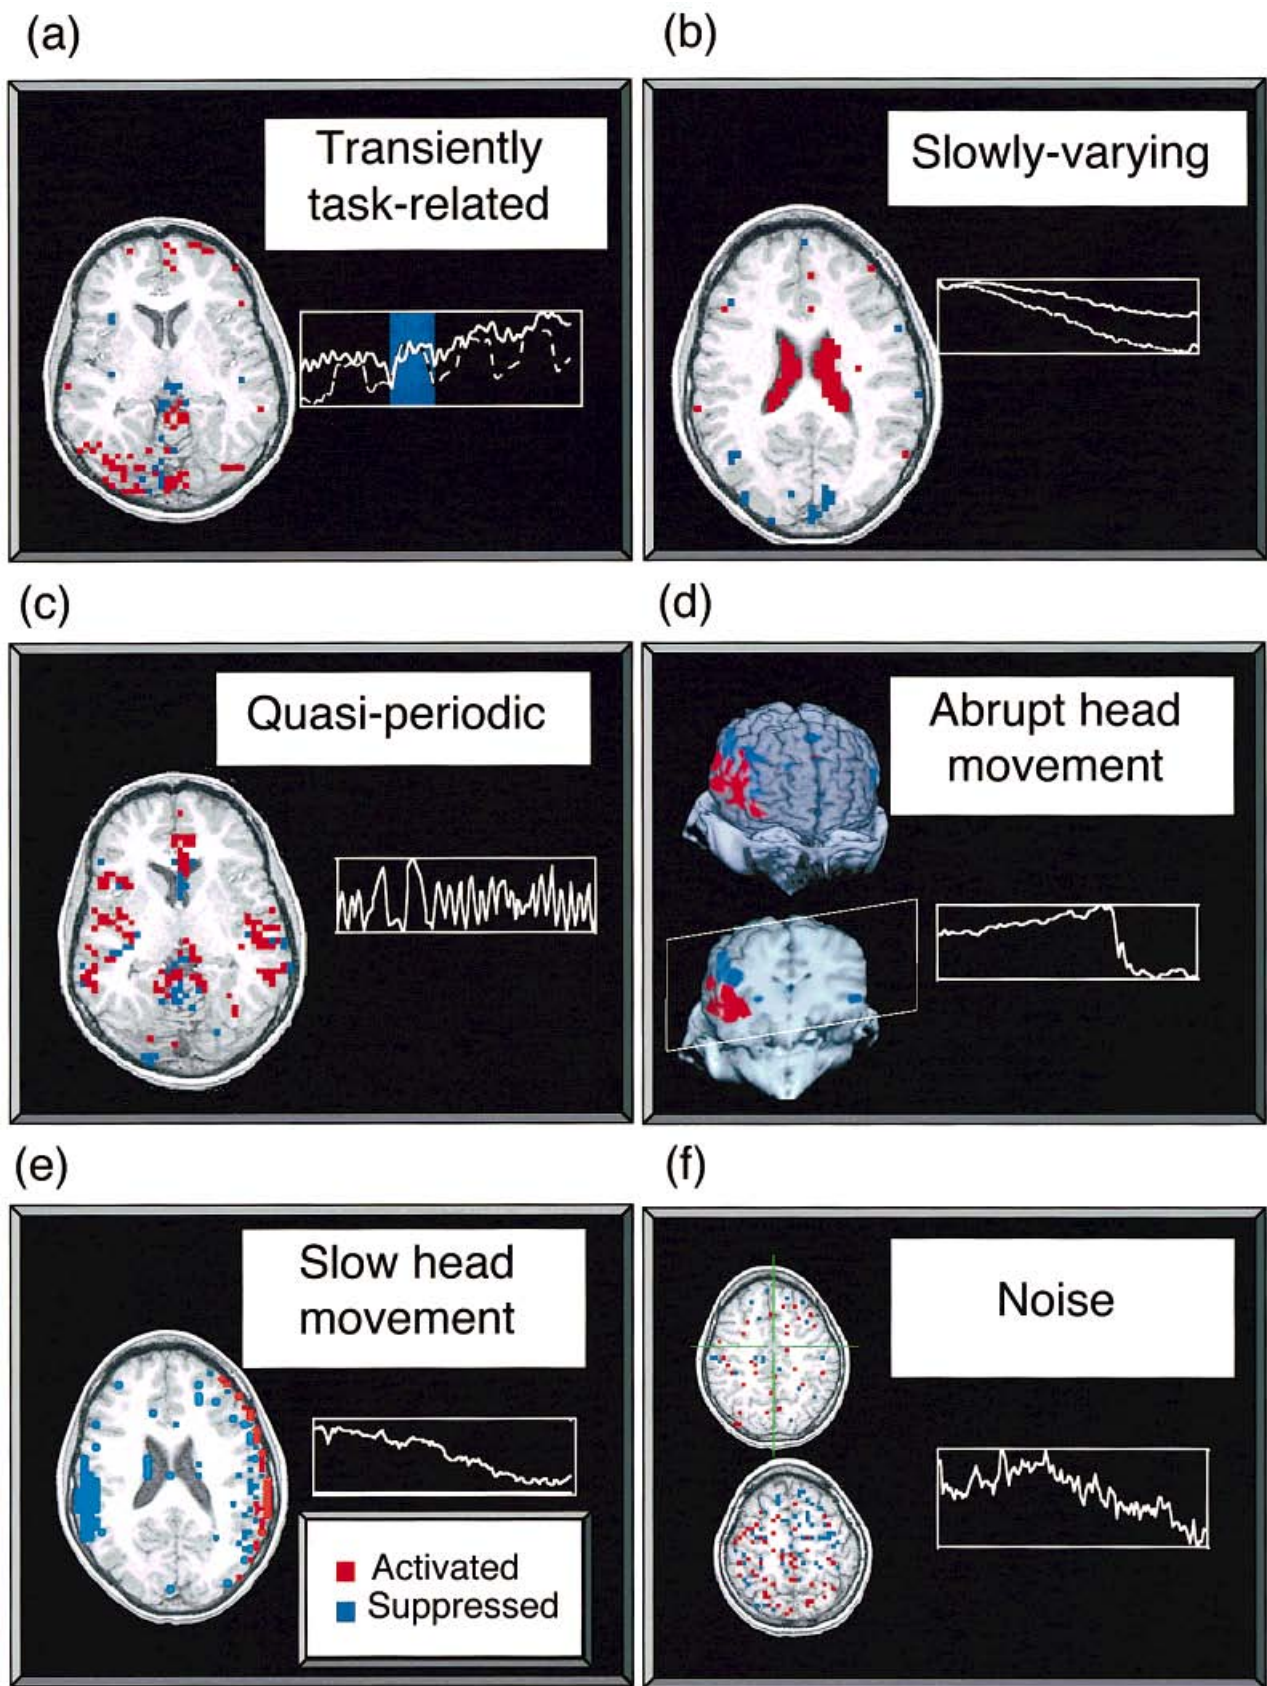 (a)
(b)
Transiently
task-related
Slowly-varying
(c)
(d)
Quasi-periodic
Abrupt head
movement
(e)
(f)
Slow head
movement
Activated
Suppressed
Noise